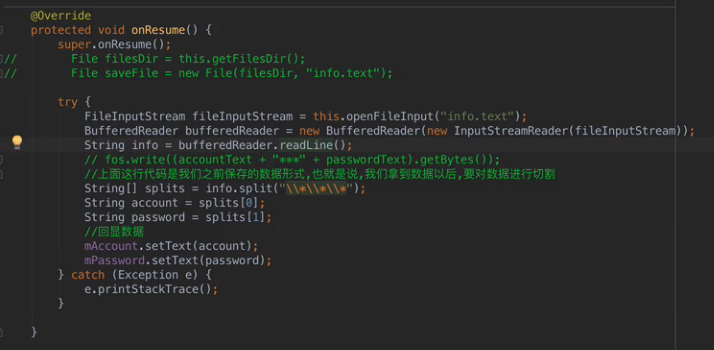 @Override
protected void onResume() {
super.onResume();
// File filesDir = this.getFilesDir();
// File saveFile = new File(filesDir, "info.text");
try {
FileInputStream fileInputStream = this.openFileInput("info.text");
BufferedReader bufferedReader = new BufferedReader(new InputStreamReader(fileInputStream));
String info = bufferedReader.readLine();
// fos.write((accountText + "***" + passwordText).getBytes());
//上面这行代码是我们之前保存的数据形式,也就是说,我们拿到数据以后,要对数据进行切割
String[] splits = info.split("\\*\\*\\*");
String account = splits[0];
String password = splits[1];
//回显数据
mAccount.setText(account);
mPassword.setText(password);
} catch (Exception e) {
e.printStackTrace();
}
}